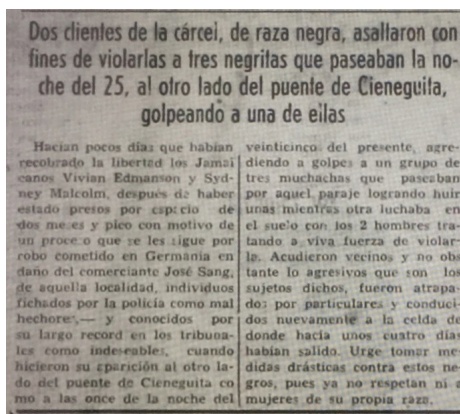 Dos clientes de la cárcei, de raza negra, asaltaron con
fines de violarlas a tres negritas que paseaban la no-
che del 25, al otro lado del puente de Cieneguita,
golpeando a una de eilas
Hacían pocos días que habían
recobrado la libertad los Jamai
canos Vivian Edmanson y Syd-
ney Malcolm, después de haber
estado presos por espacio de
dos meses y pico con motivo de
un proceso que se les sigue por
robo cometido en Germania en
daño del comerciante José Sang,
de aquella localidad, individuos
fichados por la policía como mal
hechores,— y conocidos por
su largo record en los tribuna-
les como indeseables, cuando
hicieron su aparición al otro la-
do del puente de Cieneguita co
mo a las once de la noche del
veinticinco del presente, agre-
diendo a golpes a un grupo de
tres muchachas que paseaban
por aquel paraje logrando huir
unas mientras otra luchaba en
el suelo con los 2 hombres tra-
tando a viva fuerza de violar-
la. Acudieron vecinos y no obs
tante lo agresivos que son los
sujetos dichos, fueron atrapa-
dos por particulares y conduci-
dos nuevamente a la celda de
donde hacía unos cuatro días
habían salido. Urge tomar me-
didas drásticas contra estos ne-
gros, pues ya no respetan ni a
mujeres de su propia raza.